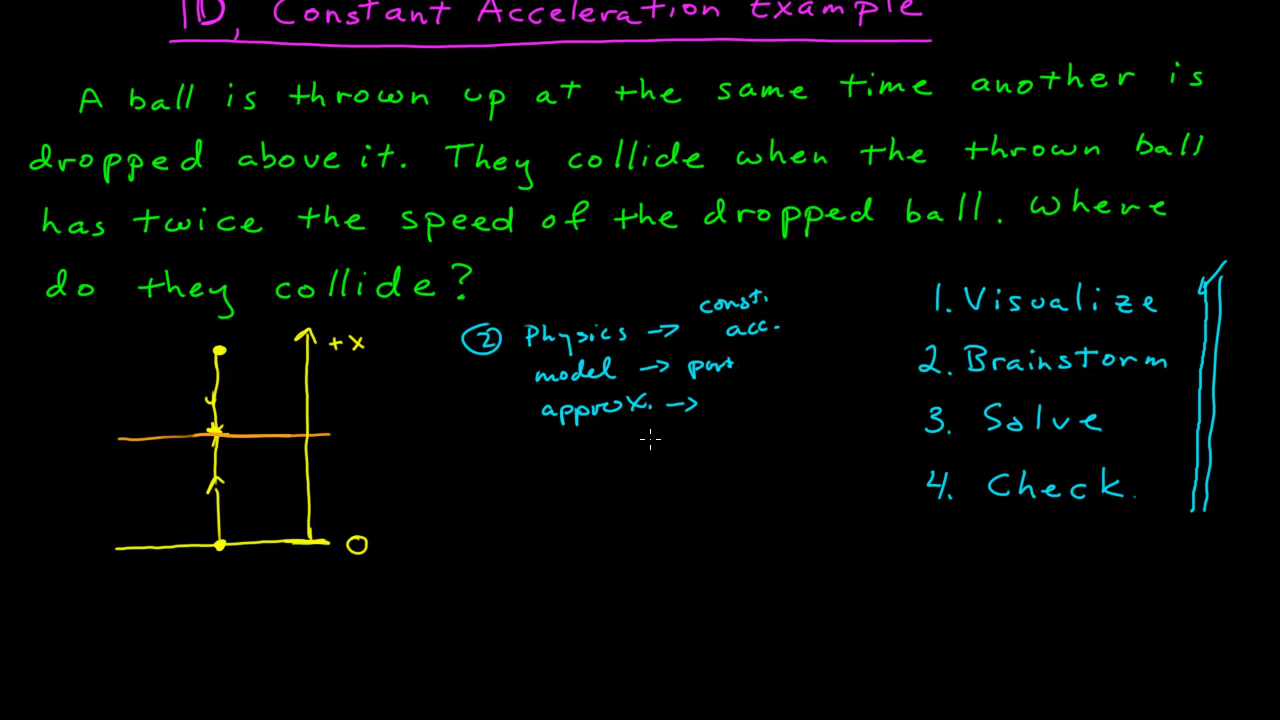 1D, Constant Acceleration Example
A ball is thrown up at the same time another is
dropped above it. They collide when the thrown ball
has twice the speed of the dropped ball. Where
do they collide?
+x
0
② Physics → const. acc.
model → part
approx. →
1. Visualize
2. Brainstorm
3. Solve
4. Check.